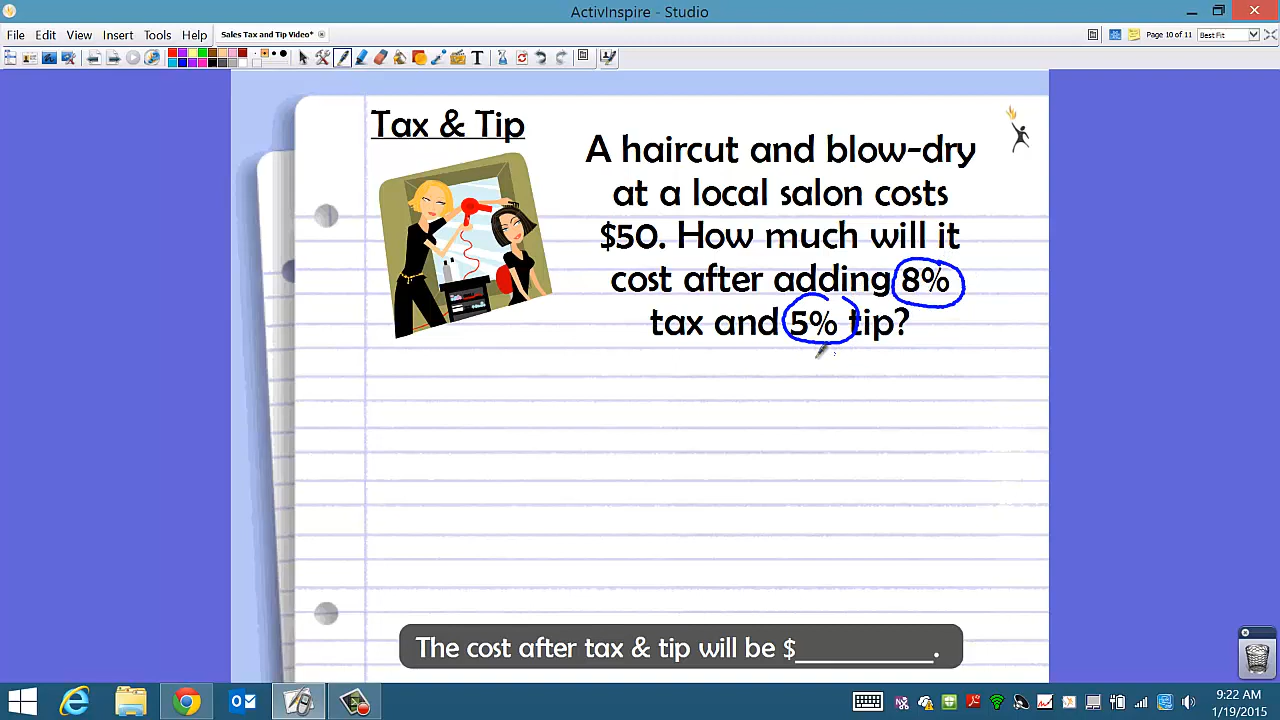 ActivInspire - Studio
File Edit View Insert Tools Help
Sales Tax and Tip Video*
Page 10 of 11
Best Fit
T
Tax & Tip
A haircut and blow-dry
at a local salon costs
$50. How much will it
cost after adding 8%
tax and 5% tip?
The cost after tax & tip will be $__________.
9:22 AM
1/19/2015